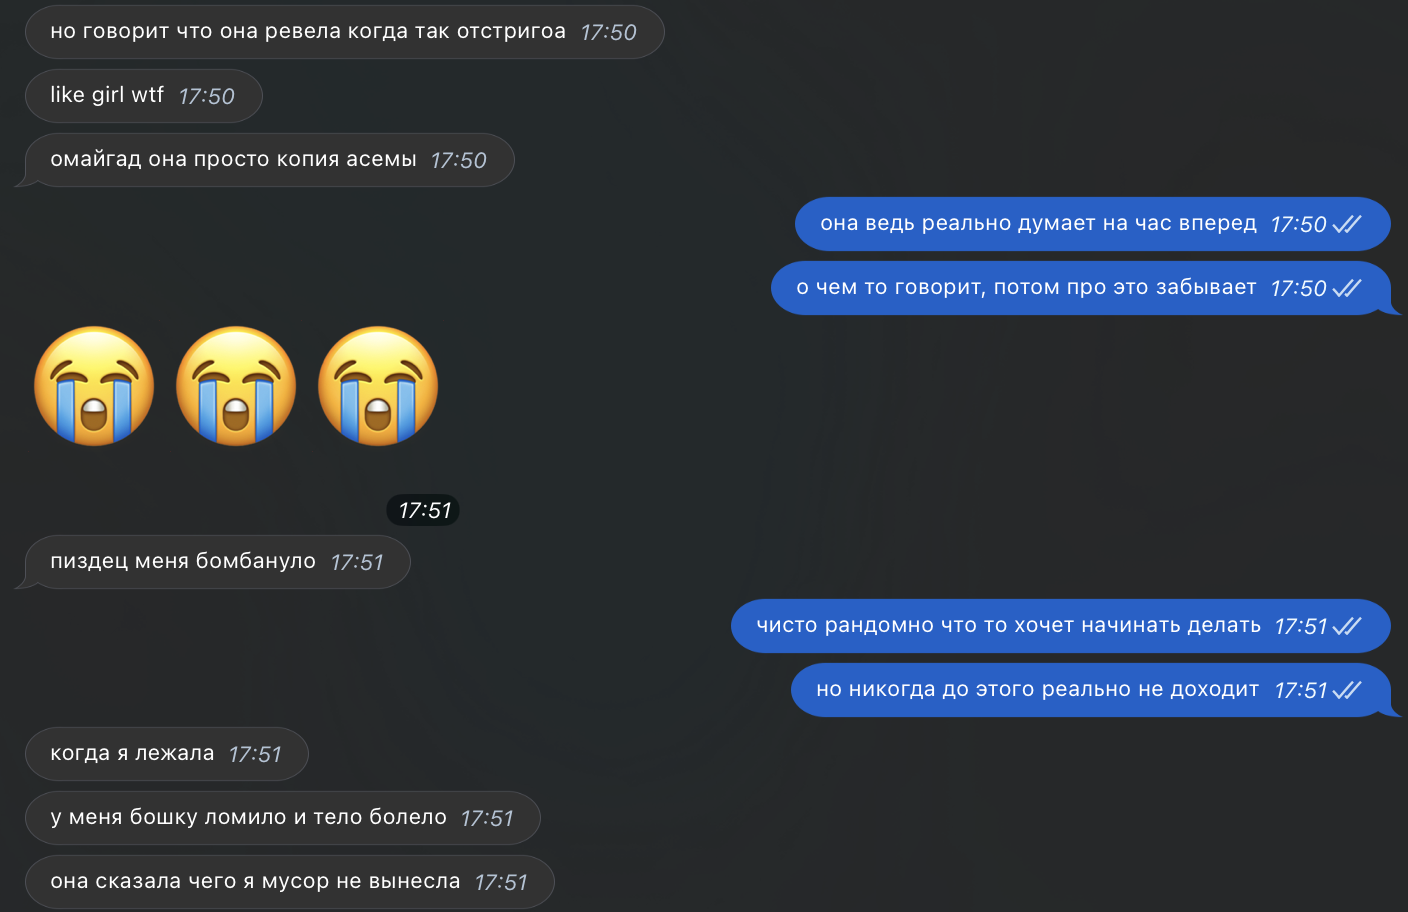 но говорит что она ревела когда так отстригоа 17:50
like girl wtf 17:50
омайгад она просто копия асемы 17:50
она ведь реально думает на час вперед 17:50
о чем то говорит, потом про это забывает 17:50
😭😭😭
17:51
пиздец меня бомбануло 17:51
чисто рандомно что то хочет начинать делать 17:51
но никогда до этого реально не доходит 17:51
когда я лежала 17:51
у меня бошку ломило и тело болело 17:51
она сказала чего я мусор не вынесла 17:51